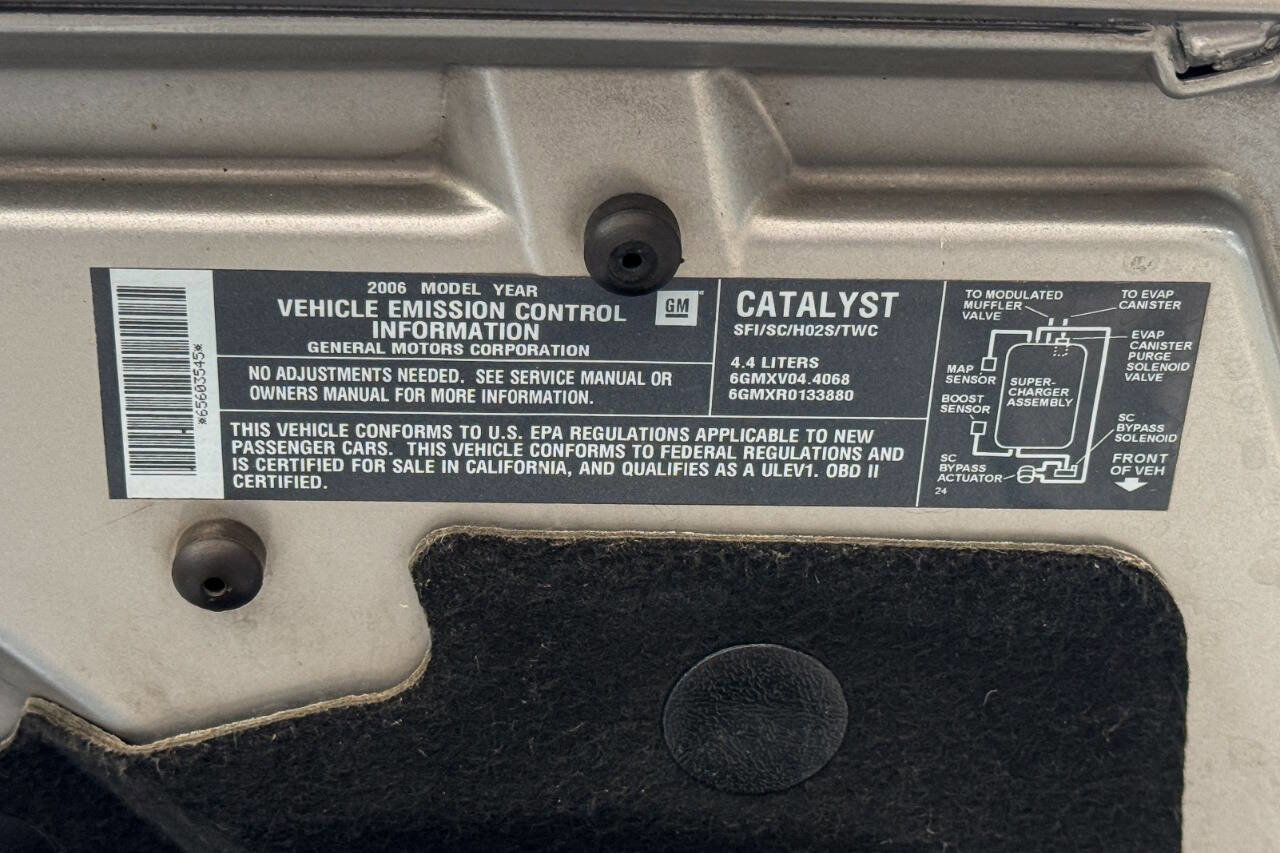 *65603545*
2006 MODEL YEAR
VEHICLE EMISSION CONTROL
INFORMATION
GENERAL MOTORS CORPORATION
GM
NO ADJUSTMENTS NEEDED. SEE SERVICE MANUAL OR
OWNERS MANUAL FOR MORE INFORMATION.
CATALYST
SFI/SC/HO2S/TWC
4.4 LITERS
6GMXV04.4068
6GMXR0133880
THIS VEHICLE CONFORMS TO U.S. EPA REGULATIONS APPLICABLE TO NEW
PASSENGER CARS. THIS VEHICLE CONFORMS TO FEDERAL REGULATIONS AND
IS CERTIFIED FOR SALE IN CALIFORNIA, AND QUALIFIES AS A ULEV1. OBD II
CERTIFIED.
TO MODULATED
MUFFLER
VALVE
TO EVAP
CANISTER
EVAP
CANISTER
PURGE
SOLENOID
VALVE
MAP
SENSOR
SUPER-
CHARGER
ASSEMBLY
BOOST
SENSOR
SC
BYPASS
SOLENOID
SC
BYPASS
ACTUATOR
FRONT
OF VEH
24